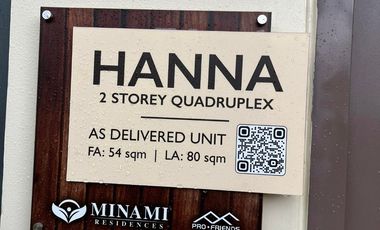 HANNA
2 STOREY QUADRUPLEX
AS DELIVERED UNIT
FA: 54 sqm | LA: 80 sqm
MINAMI
RESIDENCES
PRO•FRIENDS